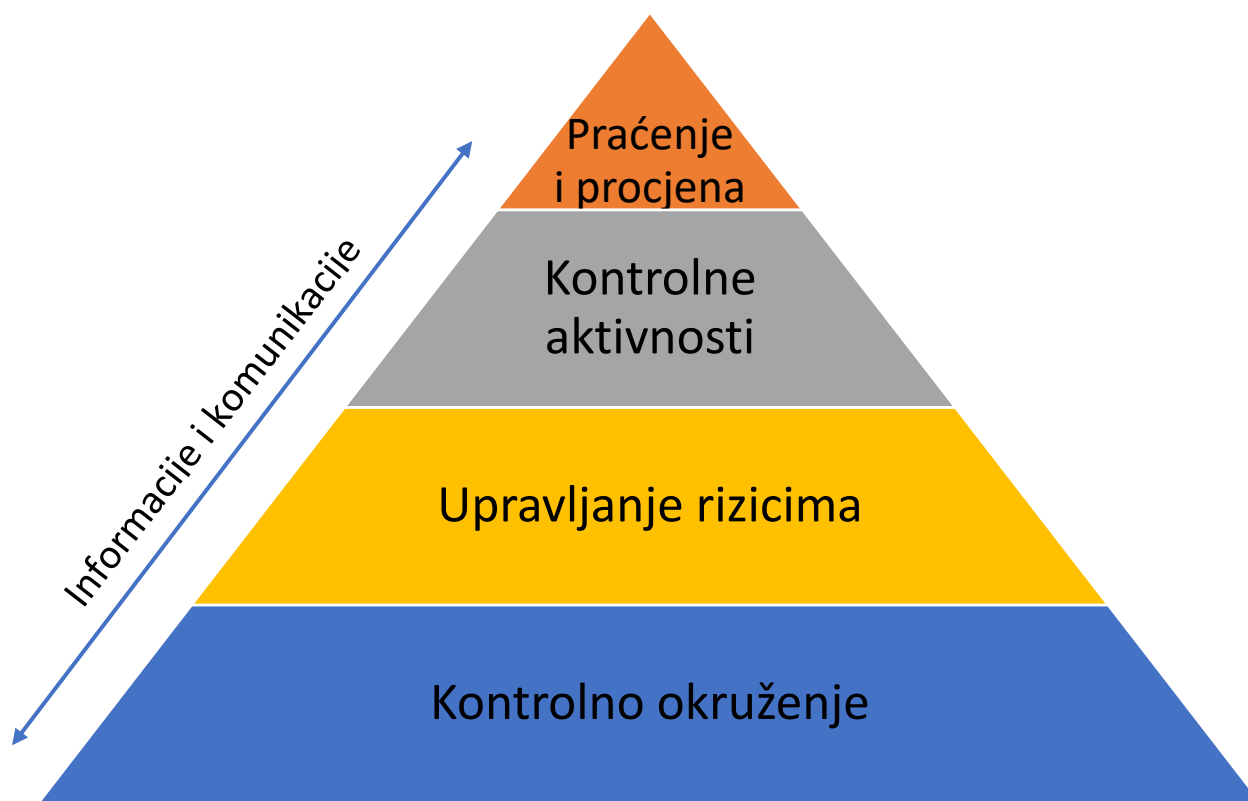 Praćenje
i procjena
Kontrolne
aktivnosti
Informacije i komunikacije
Upravljanje rizicima
Kontrolno okruženje